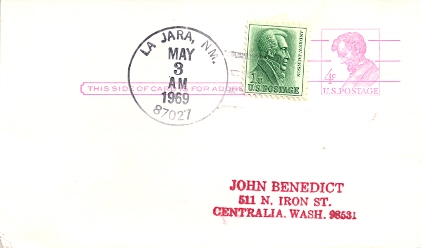 LA JARA, N.M.
MAY
3
AM
1969
87027
ANDREW JACKSON
1¢
U.S. POSTAGE
4¢
U.S. POSTAGE
THIS SIDE OF CARD IS FOR ADDRE
JOHN BENEDICT
511 N. IRON ST.
CENTRALIA. WASH. 98531